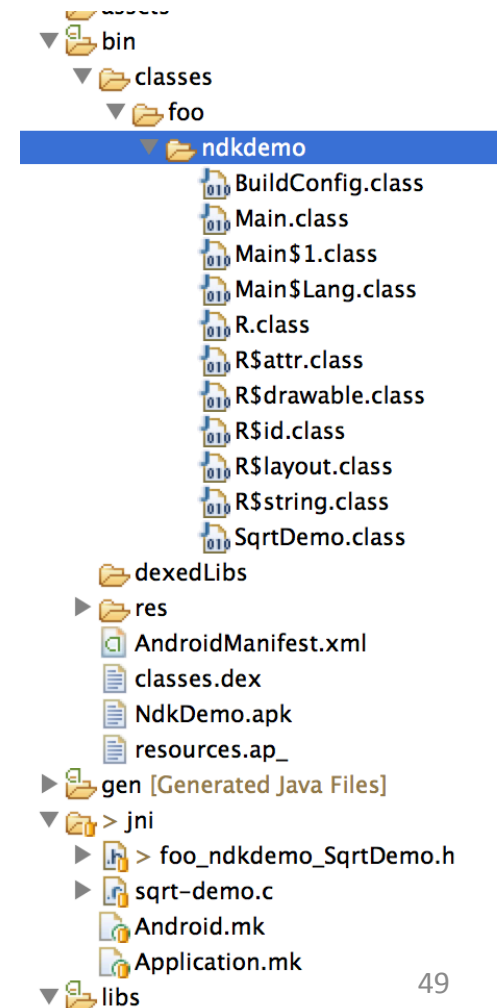 assets
bin
classes
foo
ndkdemo
BuildConfig.class
Main.class
Main$1.class
Main$Lang.class
R.class
R$attr.class
R$drawable.class
R$id.class
R$layout.class
R$string.class
SqrtDemo.class
dexedLibs
res
AndroidManifest.xml
classes.dex
NdkDemo.apk
resources.ap_
gen [Generated Java Files]
> jni
> foo_ndkdemo_SqrtDemo.h
sqrt-demo.c
Android.mk
Application.mk
libs
49